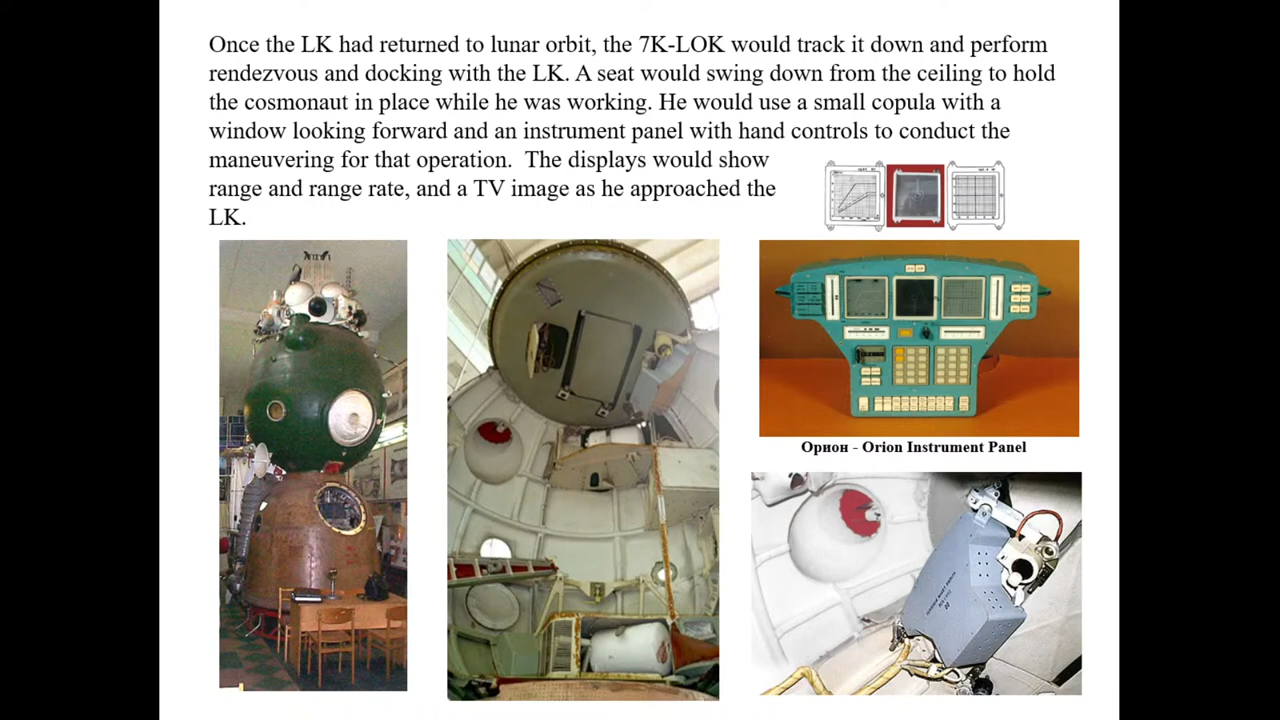 Once the LK had returned to lunar orbit, the 7K-LOK would track it down and perform
rendezvous and docking with the LK. A seat would swing down from the ceiling to hold
the cosmonaut in place while he was working. He would use a small copula with a
window looking forward and an instrument panel with hand controls to conduct the
maneuvering for that operation.  The displays would show
range and range rate, and a TV image as he approached the
LK.
Орион - Orion Instrument Panel